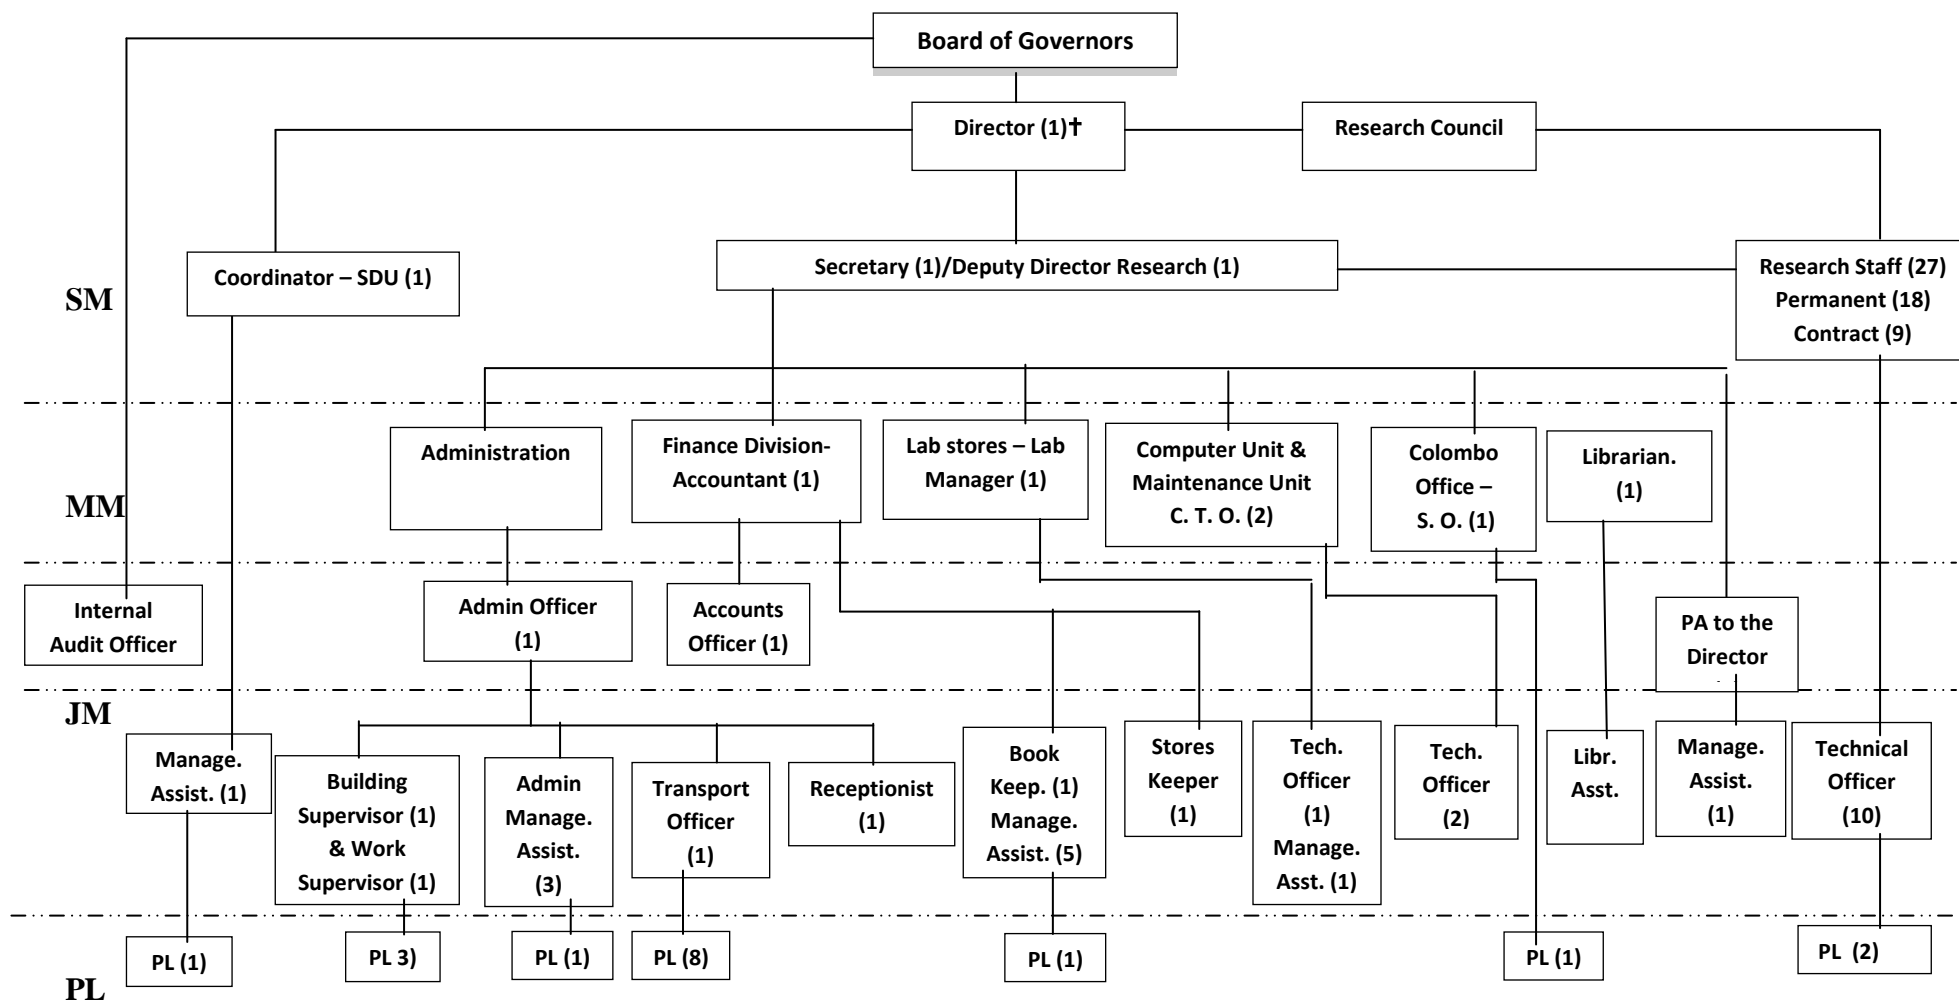 Board of Governors
Director (1)✝
Research Council
Coordinator – SDU (1)
Secretary (1)/Deputy Director Research (1)
Research Staff (27)
Permanent (18)
Contract (9)
SM
Administration
Finance Division-
Accountant (1)
Lab stores – Lab
Manager (1)
Computer Unit &
Maintenance Unit
C. T. O. (2)
Colombo
Office –
S. O. (1)
Librarian.
(1)
MM
Internal
Audit Officer
Admin Officer
(1)
Accounts
Officer (1)
PA to the
Director
JM
Manage.
Assist. (1)
Building
Supervisor (1)
& Work
Supervisor (1)
Admin
Manage.
Assist.
(3)
Transport
Officer
(1)
Receptionist
(1)
Book
Keep. (1)
Manage.
Assist. (5)
Stores
Keeper
(1)
Tech.
Officer
(1)
Manage.
Asst. (1)
Tech.
Officer
(2)
Libr.
Asst.
Manage.
Assist.
(1)
Technical
Officer
(10)
PL (1)
PL 3)
PL (1)
PL (8)
PL (1)
PL (1)
PL (2)
PL